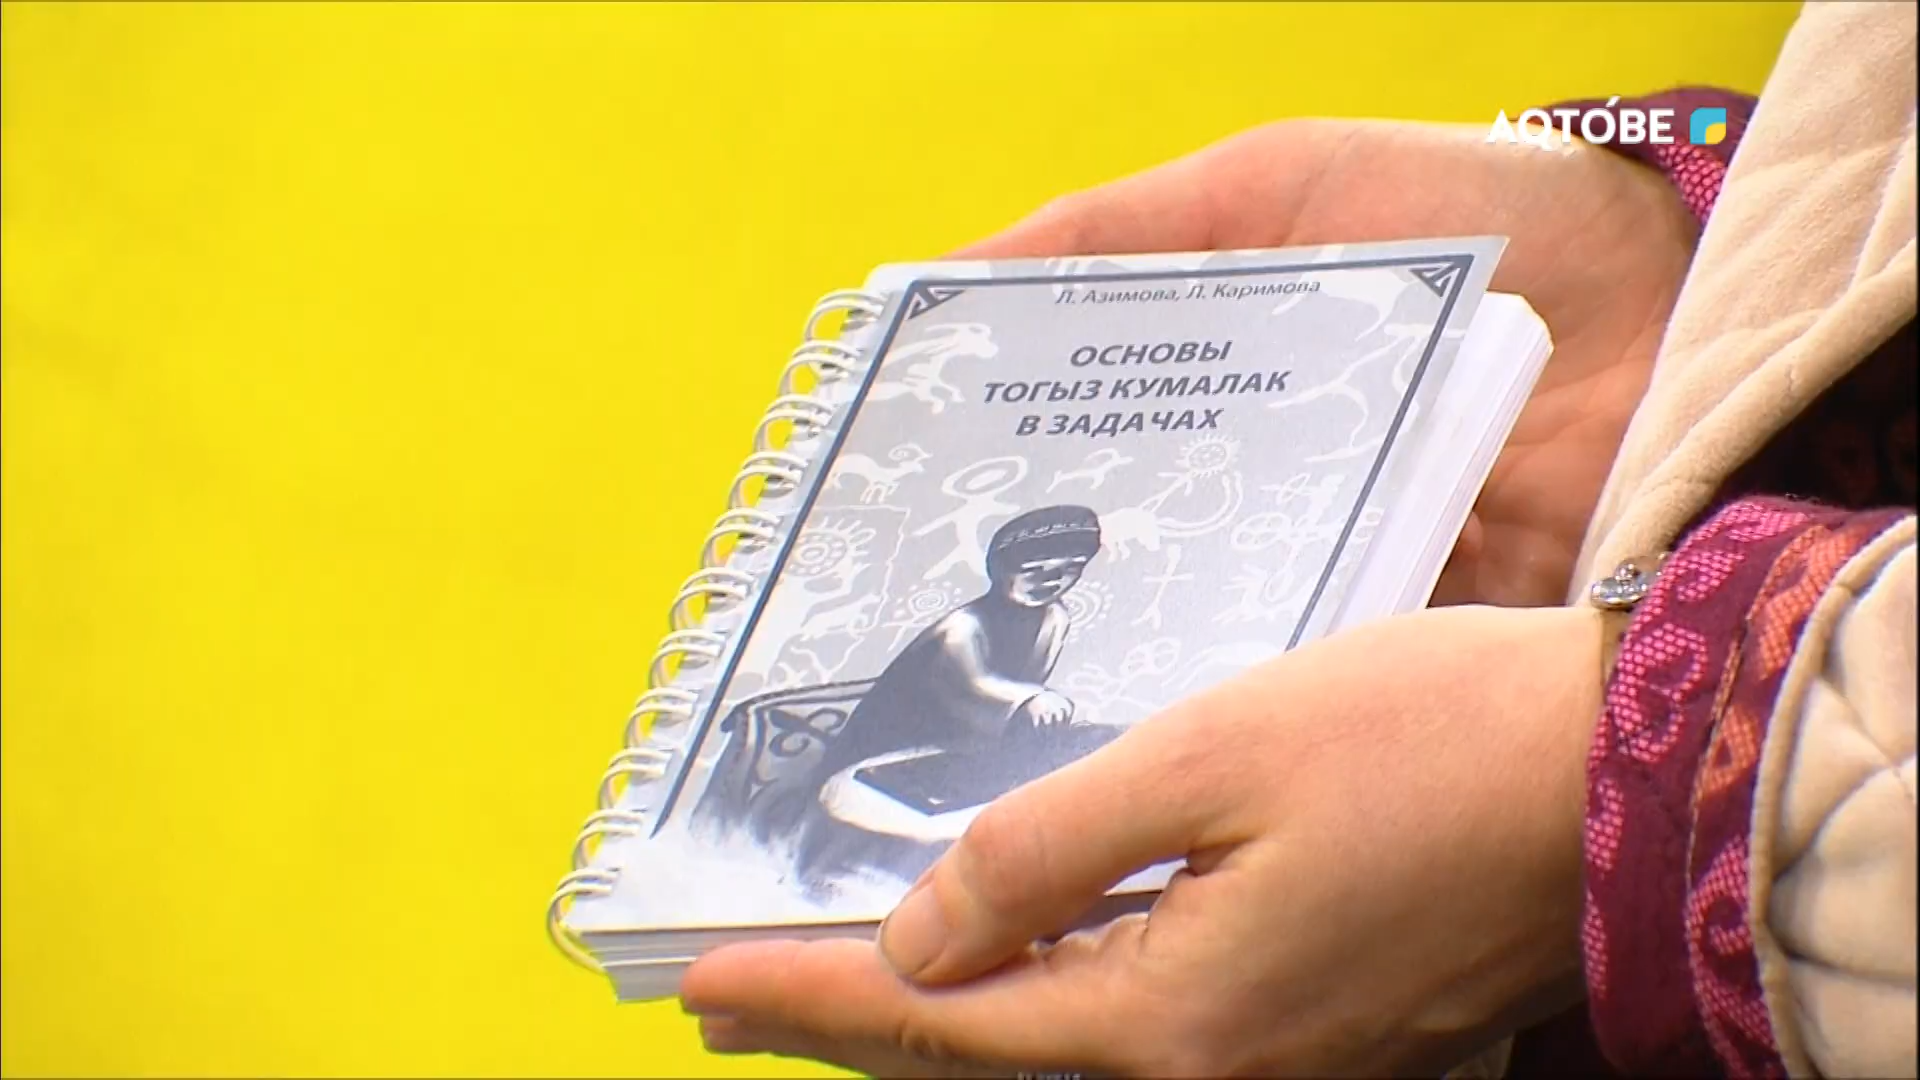 AQTÓBE
Л. Азимова, Л. Каримова
ОСНОВЫ
ТОГЫЗ КУМАЛАК
В ЗАДАЧАХ